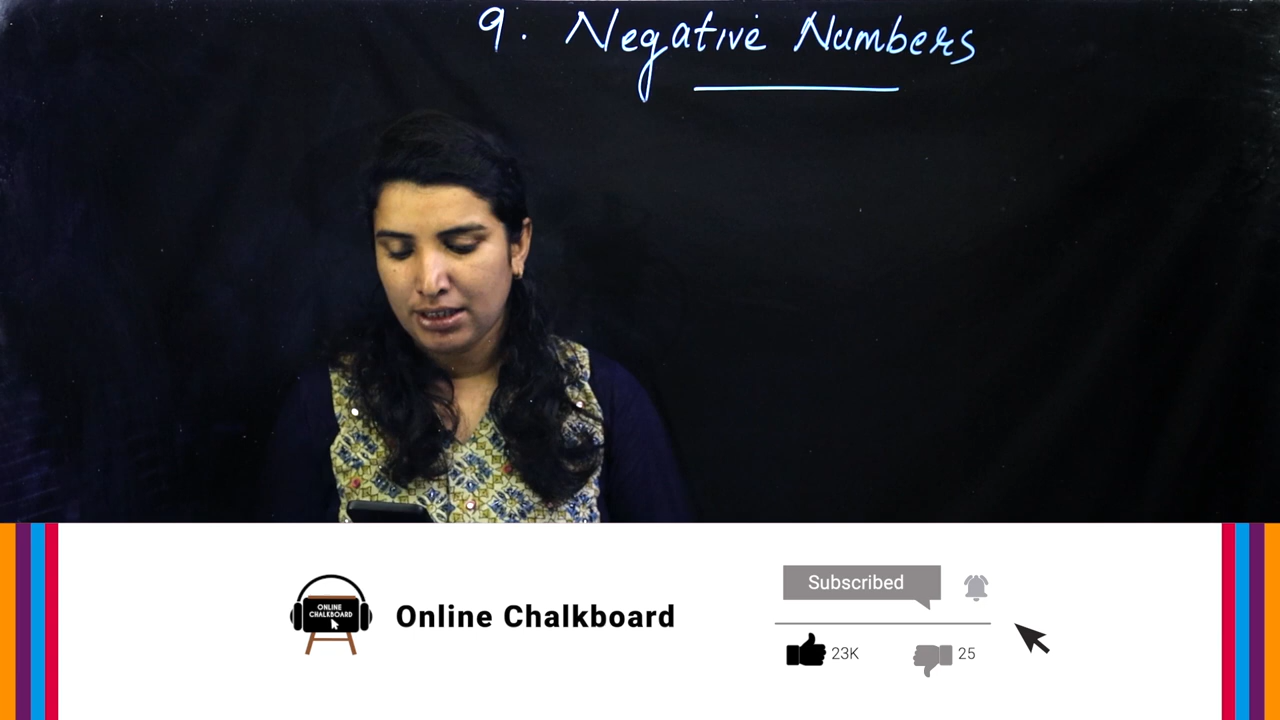 9. Negative Numbers
ONLINE
CHALKBOARD
Online Chalkboard
Subscribed
23K
25